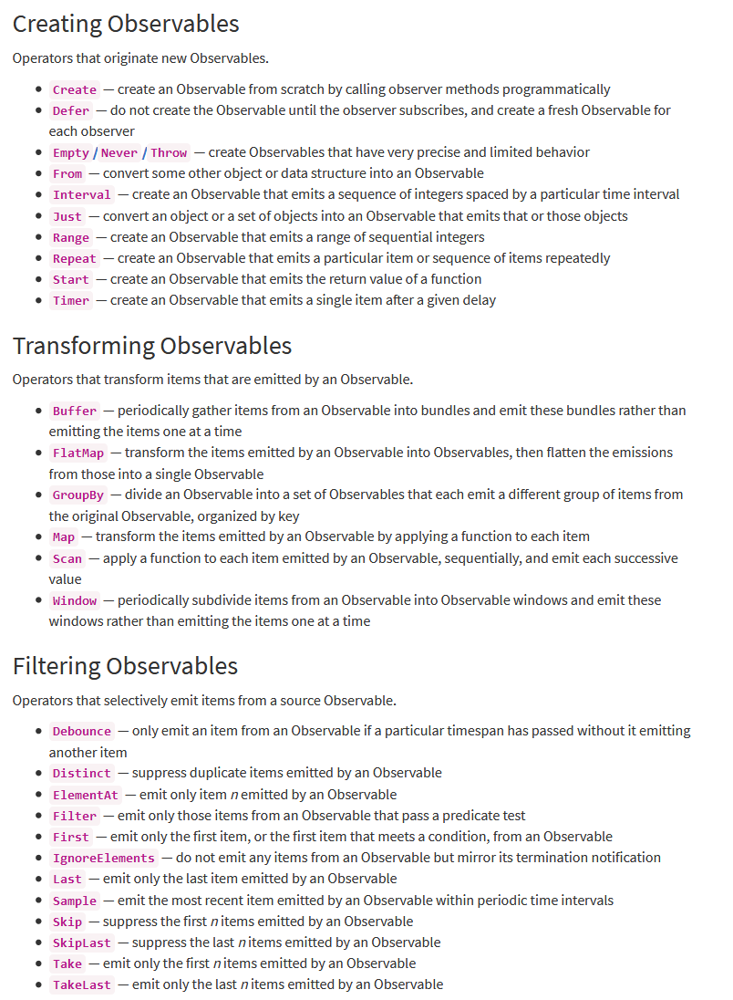 Creating Observables
Operators that originate new Observables.
• Create — create an Observable from scratch by calling observer methods programmatically
• Defer — do not create the Observable until the observer subscribes, and create a fresh Observable for
each observer
• Empty / Never / Throw — create Observables that have very precise and limited behavior
• From — convert some other object or data structure into an Observable
• Interval — create an Observable that emits a sequence of integers spaced by a particular time interval
• Just — convert an object or a set of objects into an Observable that emits that or those objects
• Range — create an Observable that emits a range of sequential integers
• Repeat — create an Observable that emits a particular item or sequence of items repeatedly
• Start — create an Observable that emits the return value of a function
• Timer — create an Observable that emits a single item after a given delay
Transforming Observables
Operators that transform items that are emitted by an Observable.
• Buffer — periodically gather items from an Observable into bundles and emit these bundles rather than
emitting the items one at a time
• FlatMap — transform the items emitted by an Observable into Observables, then flatten the emissions
from those into a single Observable
• GroupBy — divide an Observable into a set of Observables that each emit a different group of items from
the original Observable, organized by key
• Map — transform the items emitted by an Observable by applying a function to each item
• Scan — apply a function to each item emitted by an Observable, sequentially, and emit each successive
value
• Window — periodically subdivide items from an Observable into Observable windows and emit these
windows rather than emitting the items one at a time
Filtering Observables
Operators that selectively emit items from a source Observable.
• Debounce — only emit an item from an Observable if a particular timespan has passed without it emitting
another item
• Distinct — suppress duplicate items emitted by an Observable
• ElementAt — emit only item n emitted by an Observable
• Filter — emit only those items from an Observable that pass a predicate test
• First — emit only the first item, or the first item that meets a condition, from an Observable
• IgnoreElements — do not emit any items from an Observable but mirror its termination notification
• Last — emit only the last item emitted by an Observable
• Sample — emit the most recent item emitted by an Observable within periodic time intervals
• Skip — suppress the first n items emitted by an Observable
• SkipLast — suppress the last n items emitted by an Observable
• Take — emit only the first n items emitted by an Observable
• TakeLast — emit only the last n items emitted by an Observable